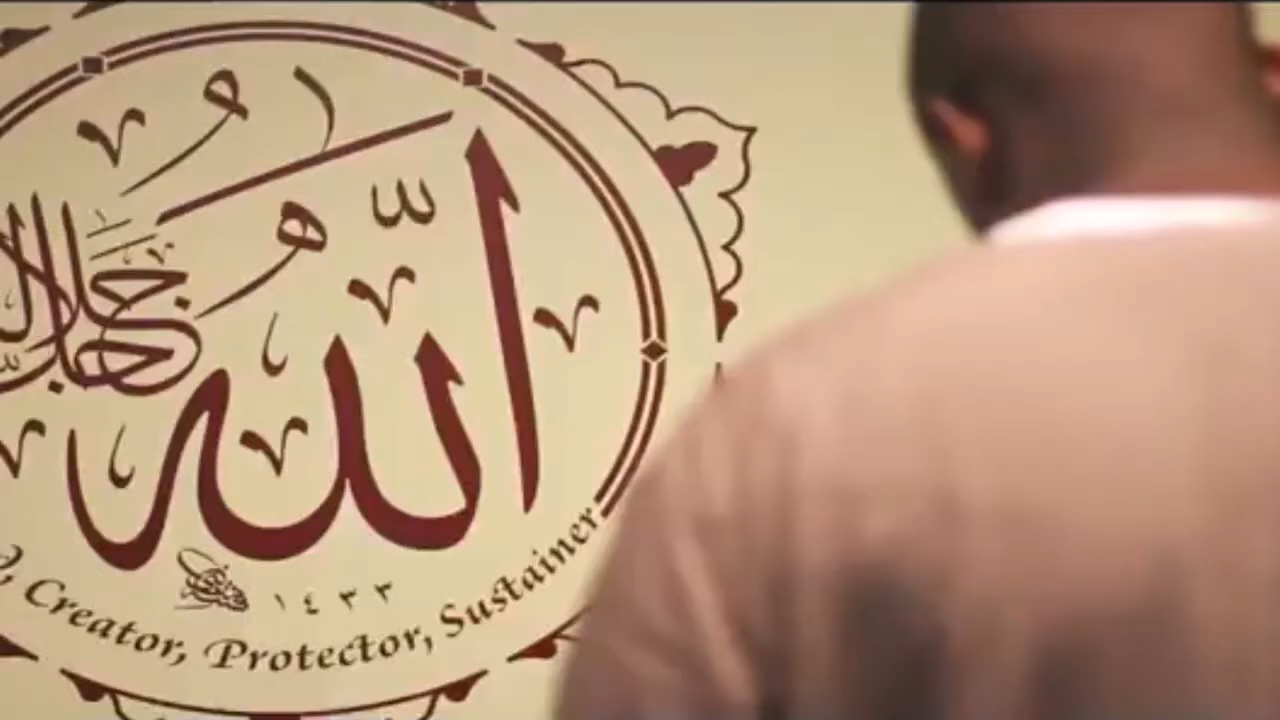 الله
جل جلاله
١٤٣٣
Creator, Protector, Sustainer